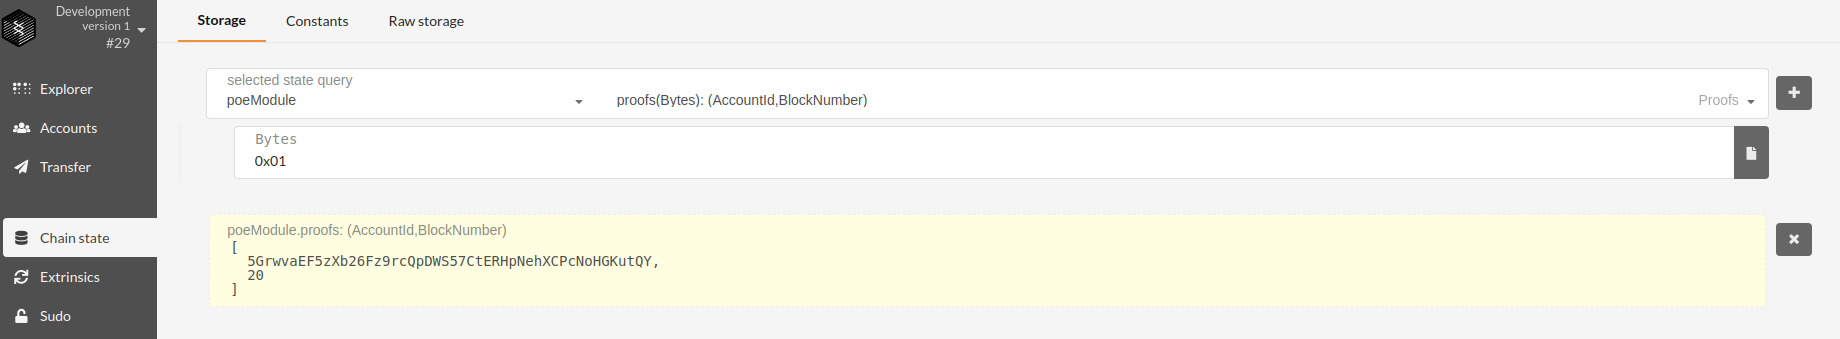 Development
version 1
#29
Explorer
Accounts
Transfer
Chain state
Extrinsics
Sudo
Storage Constants Raw storage
selected state query
poeModule proofs(Bytes): (AccountId,BlockNumber) Proofs
Bytes
0x01
poeModule.proofs: (AccountId,BlockNumber)
[
5GrwvaEF5zXb26Fz9rcQpDWS57CtERHpNehXCPcNoHGKutQY,
20
]